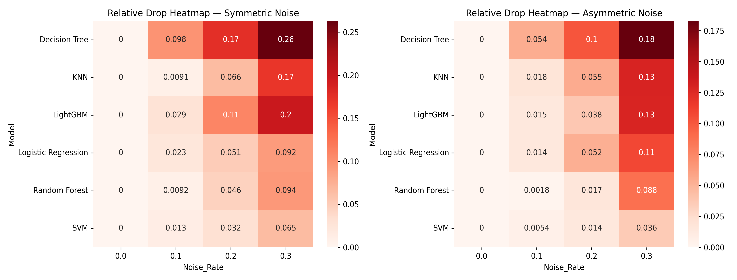 Relative Drop Heatmap — Symmetric Noise
Model
Decision Tree 0 0.098 0.17 0.26
KNN 0 0.0091 0.066 0.17
LightGBM 0 0.029 0.11 0.2
Logistic Regression 0 0.023 0.051 0.092
Random Forest 0 0.0092 0.046 0.094
SVM 0 0.013 0.032 0.065
0.0 0.1 0.2 0.3
Noise_Rate
0.25
0.20
0.15
0.10
0.05
0.00
Relative Drop Heatmap — Asymmetric Noise
Model
Decision Tree 0 0.054 0.1 0.18
KNN 0 0.018 0.055 0.13
LightGBM 0 0.015 0.038 0.13
Logistic Regression 0 0.014 0.052 0.11
Random Forest 0 0.0018 0.017 0.088
SVM 0 0.0054 0.014 0.036
0.0 0.1 0.2 0.3
Noise_Rate
0.175
0.150
0.125
0.100
0.075
0.050
0.025
0.000